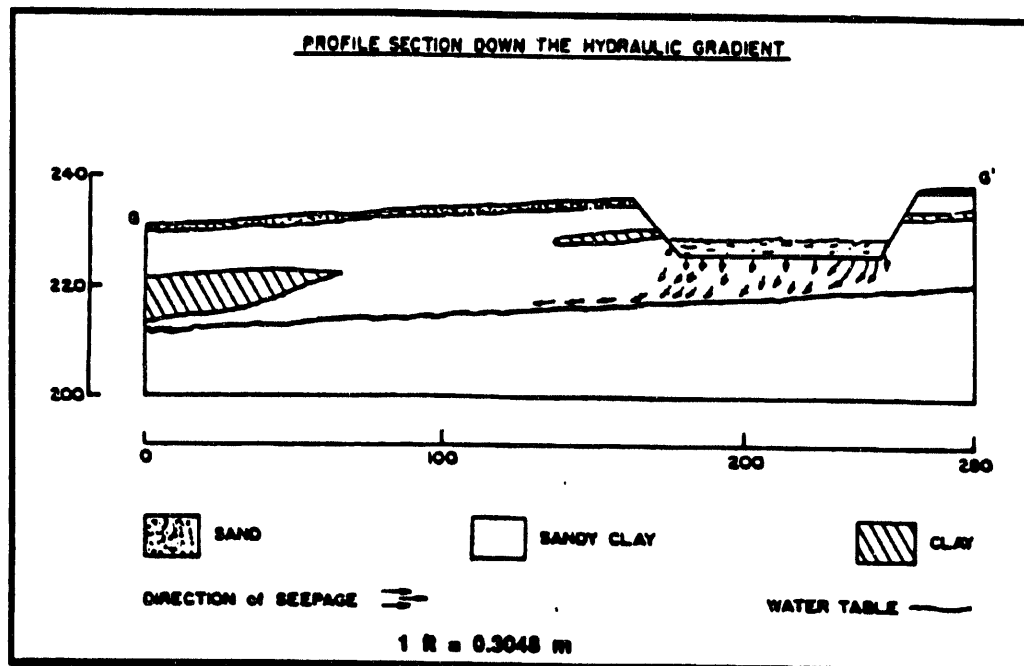 PROFILE SECTION DOWN THE HYDRAULIC GRADIENT
240
G
G'
220
200
0
100
200
280
SAND
SANDY CLAY
CLAY
DIRECTION of SEEPAGE
WATER TABLE
1 ft = 0.3048 m